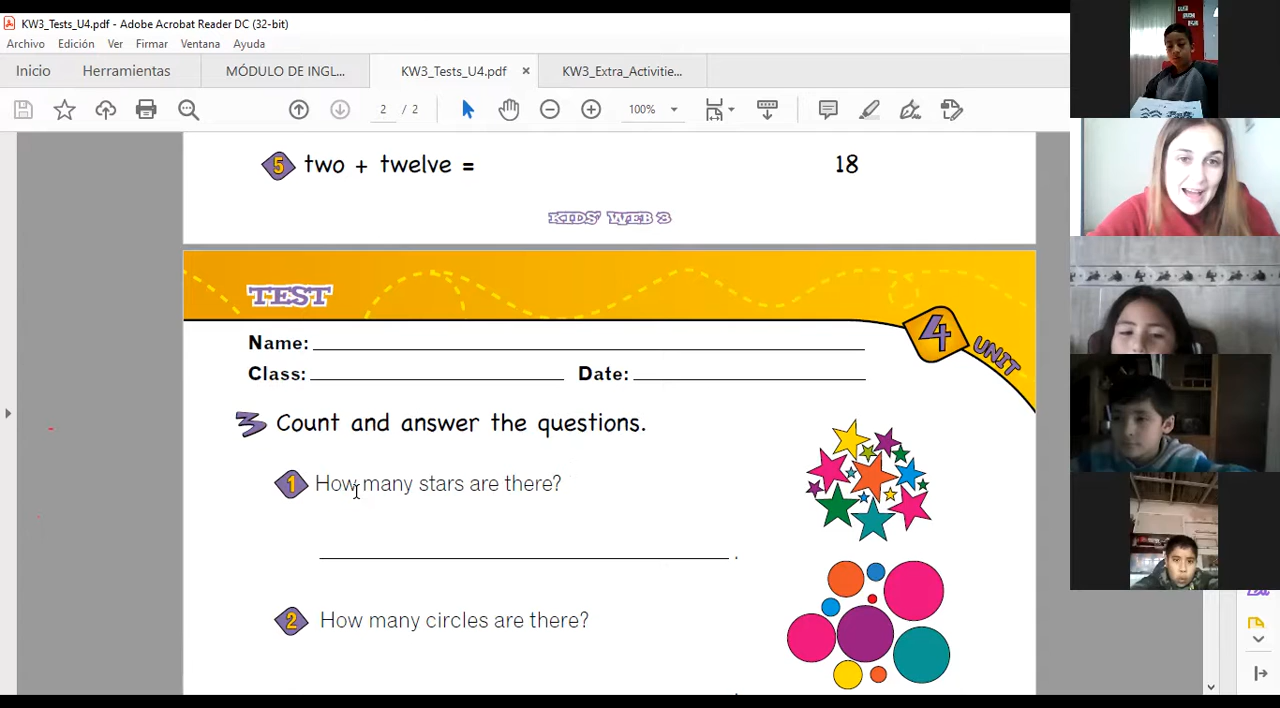 KW3_Tests_U4.pdf - Adobe Acrobat Reader DC (32-bit)
Archivo Edición Ver Firmar Ventana Ayuda
Inicio Herramientas MÓDULO DE INGL... KW3_Tests_U4.pdf × KW3_Extra_Activitie...
2 / 2 100%
5 two + twelve = 18
KIDS' WEB 3
TEST
4 UNIT
Name:
Class: Date:
3 Count and answer the questions.
1 How many stars are there?
2 How many circles are there?